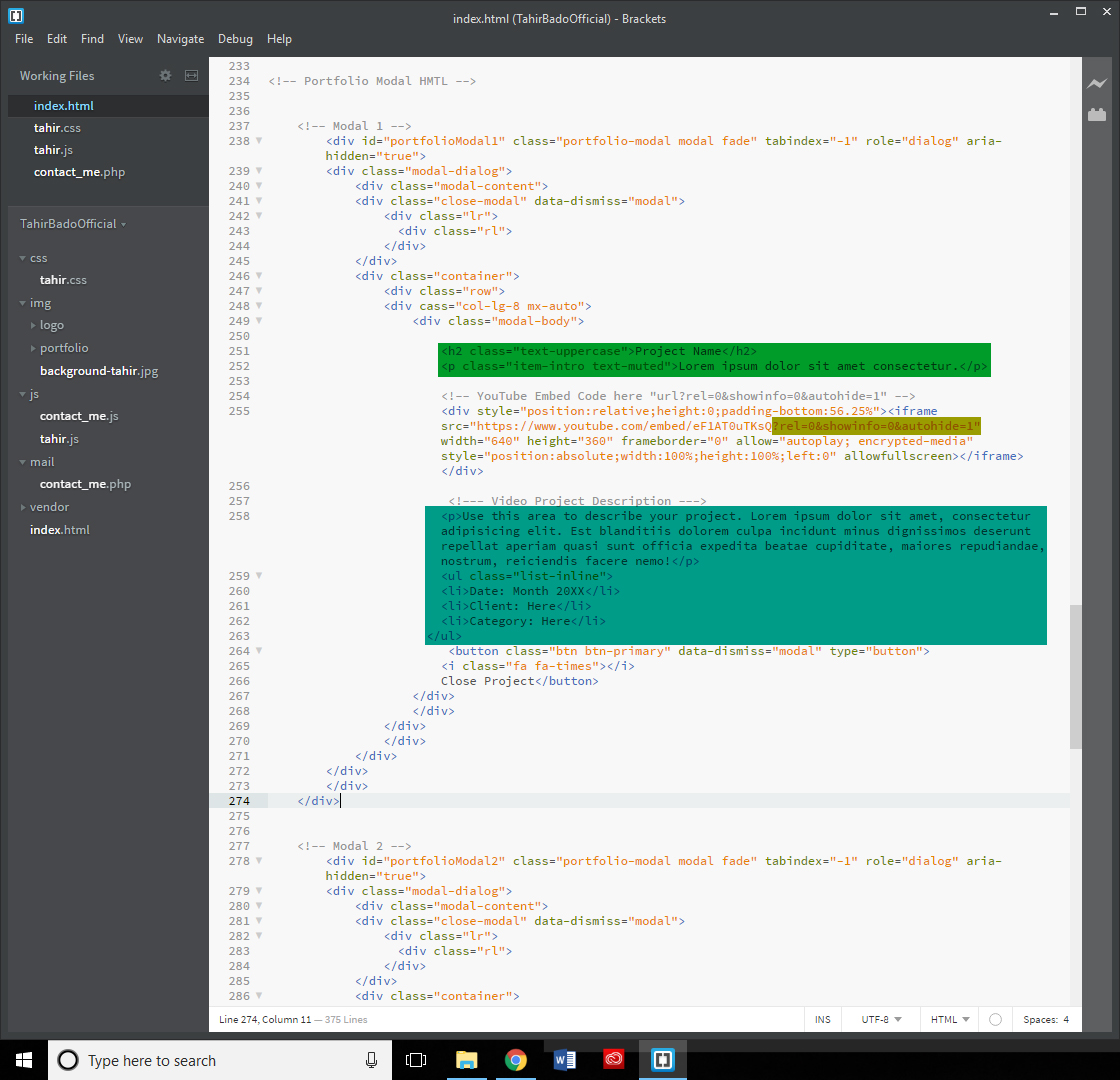 index.html (TahirBadoOfficial) - Brackets
File Edit Find View Navigate Debug Help
Working Files
index.html
tahir.css
tahir.js
contact_me.php
TahirBadoOfficial
css
tahir.css
img
logo
portfolio
background-tahir.jpg
js
contact_me.js
tahir.js
mail
contact_me.php
vendor
index.html
233
234 <!-- Portfolio Modal HMTL -->
235
236
237 <!-- Modal 1 -->
238 <div id="portfolioModal1" class="portfolio-modal modal fade" tabindex="-1" role="dialog" aria-
hidden="true">
239 <div class="modal-dialog">
240 <div class="modal-content">
241 <div class="close-modal" data-dismiss="modal">
242 <div class="lr">
243 <div class="rl">
244 </div>
245 </div>
246 <div class="container">
247 <div class="row">
248 <div cass="col-lg-8 mx-auto">
249 <div class="modal-body">
250
251 <h2 class="text-uppercase">Project Name</h2>
252 <p class="item-intro text-muted">Lorem ipsum dolor sit amet consectetur.</p>
253
254 <!-- YouTube Embed Code here "url?rel=0&showinfo=0&autohide=1" -->
255 <div style="position:relative;height:0;padding-bottom:56.25%"><iframe
src="https://www.youtube.com/embed/eF1AT0uTKsQ?rel=0&showinfo=0&autohide=1"
width="640" height="360" frameborder="0" allow="autoplay; encrypted-media"
style="position:absolute;width:100%;height:100%;left:0" allowfullscreen></iframe>
</div>
256
257 <!--- Video Project Description --->
258 <p>Use this area to describe your project. Lorem ipsum dolor sit amet, consectetur
adipisicing elit. Est blanditiis dolorem culpa incidunt minus dignissimos deserunt
repellat aperiam quasi sunt officia expedita beatae cupiditate, maiores repudiandae,
nostrum, reiciendis facere nemo!</p>
259 <ul class="list-inline">
260 <li>Date: Month 20XX</li>
261 <li>Client: Here</li>
262 <li>Category: Here</li>
263 </ul>
264 <button class="btn btn-primary" data-dismiss="modal" type="button">
265 <i class="fa fa-times"></i>
266 Close Project</button>
267 </div>
268 </div>
269 </div>
270 </div>
271 </div>
272 </div>
273 </div>
274 </div>
275
276
277 <!-- Modal 2 -->
278 <div id="portfolioModal2" class="portfolio-modal modal fade" tabindex="-1" role="dialog" aria-
hidden="true">
279 <div class="modal-dialog">
280 <div class="modal-content">
281 <div class="close-modal" data-dismiss="modal">
282 <div class="lr">
283 <div class="rl">
284 </div>
285 </div>
286 <div class="container">
Line 274, Column 11 — 375 Lines INS UTF-8 HTML Spaces: 4
Type here to search